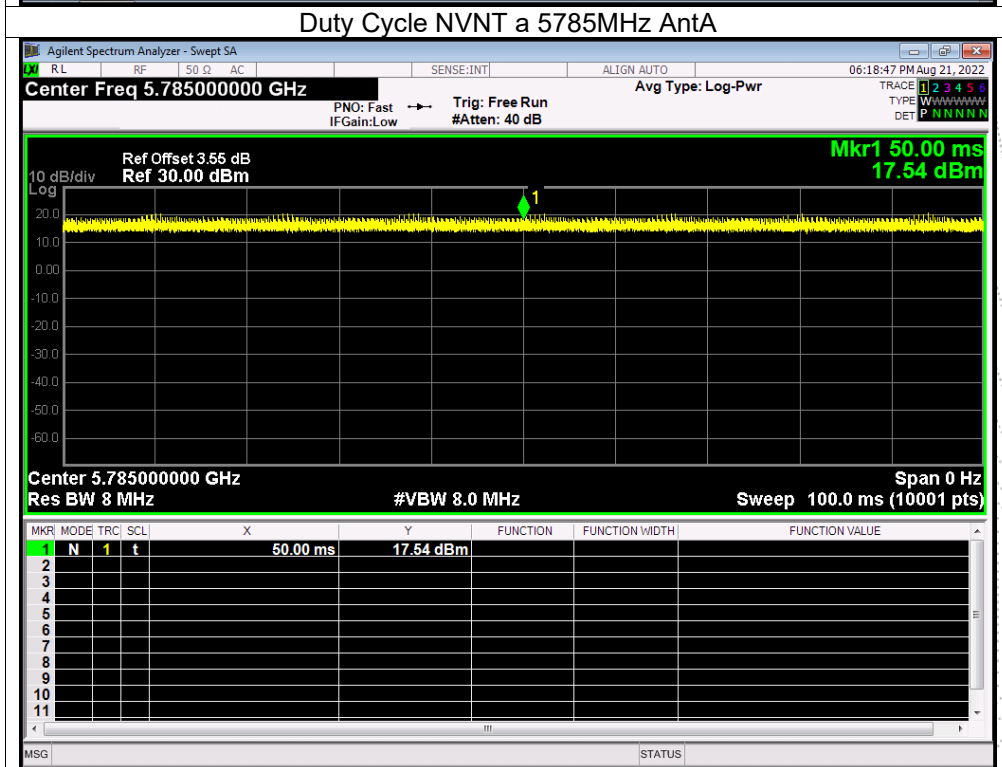 Duty Cycle NVNT a 5785MHz AntA
Agilent Spectrum Analyzer - Swept SA
LXI RL RF 50 Ω AC SENSE:INT ALIGN AUTO 06:18:47 PM Aug 21, 2022
Center Freq 5.785000000 GHz
PNO: Fast
IFGain:Low
Trig: Free Run
#Atten: 40 dB
Avg Type: Log-Pwr
TRACE 1 2 3 4 5 6
TYPE WWWWWW
DET P N N N N N
Mkr1 50.00 ms
17.54 dBm
Ref Offset 3.55 dB
10 dB/div Ref 30.00 dBm
Log
1
20.0
10.0
0.00
-10.0
-20.0
-30.0
-40.0
-50.0
-60.0
Center 5.785000000 GHz Span 0 Hz
Res BW 8 MHz #VBW 8.0 MHz Sweep 100.0 ms (10001 pts)
MKR MODE TRC SCL X Y FUNCTION FUNCTION WIDTH FUNCTION VALUE
1 N 1 t 50.00 ms 17.54 dBm
2
3
4
5
6
7
8
9
10
11
MSG STATUS